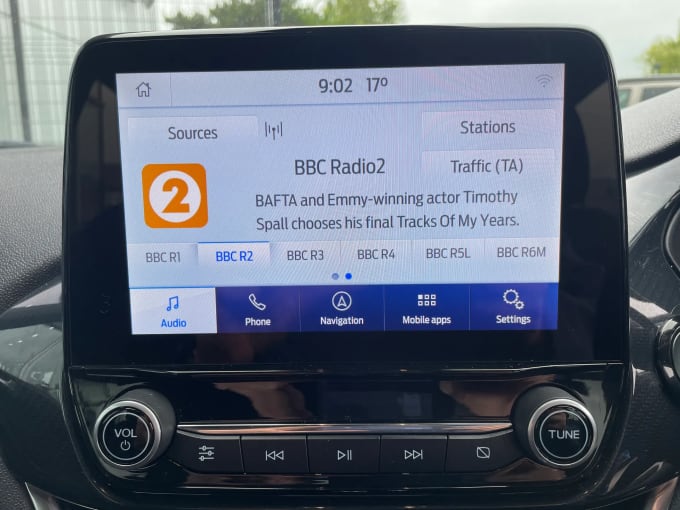 9:02 17º
Sources
Stations
BBC Radio2
Traffic (TA)
2
BAFTA and Emmy-winning actor Timothy
Spall chooses his final Tracks Of My Years.
BBC R1 BBC R2 BBC R3 BBC R4 BBC R5L BBC R6M
Audio Phone Navigation Mobile apps Settings
VOL
TUNE